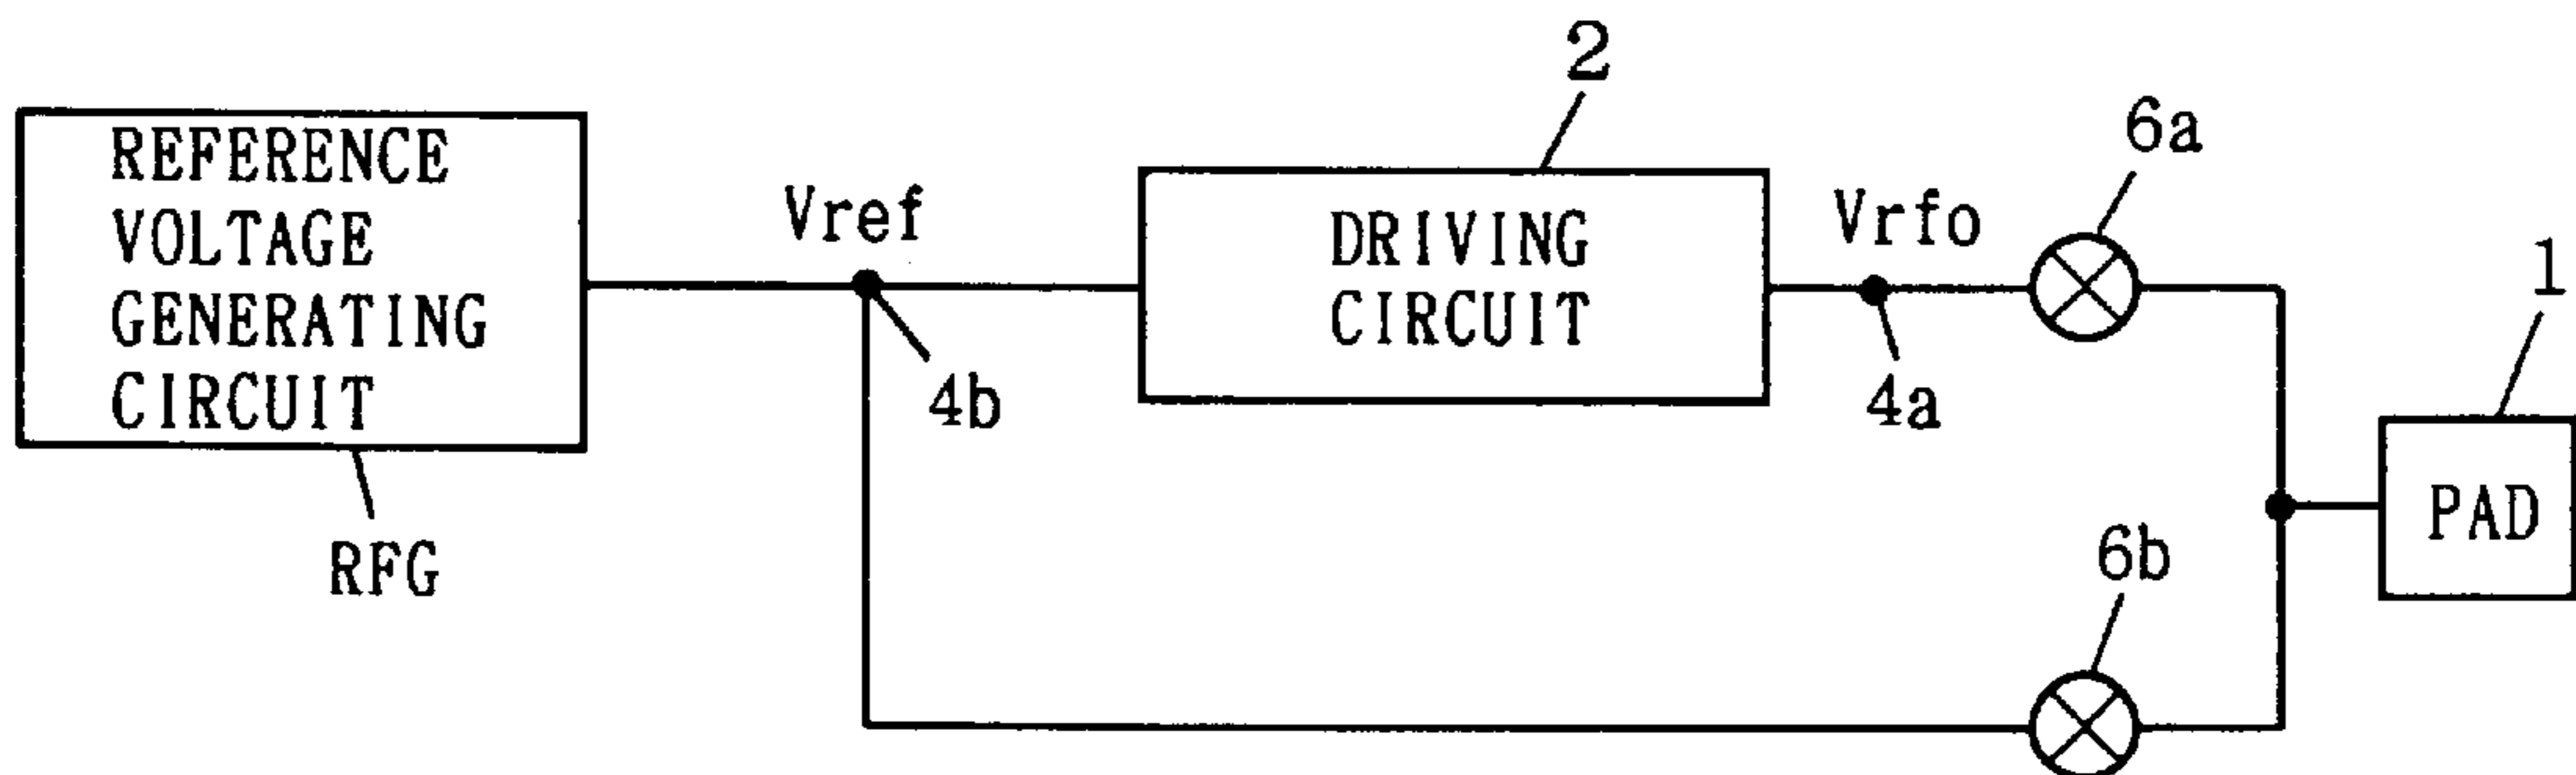 2
6a
REFERENCE
VOLTAGE
GENERATING
CIRCUIT
Vref
DRIVING
CIRCUIT
Vrfo
1
4b
4a
PAD
RFG
6b